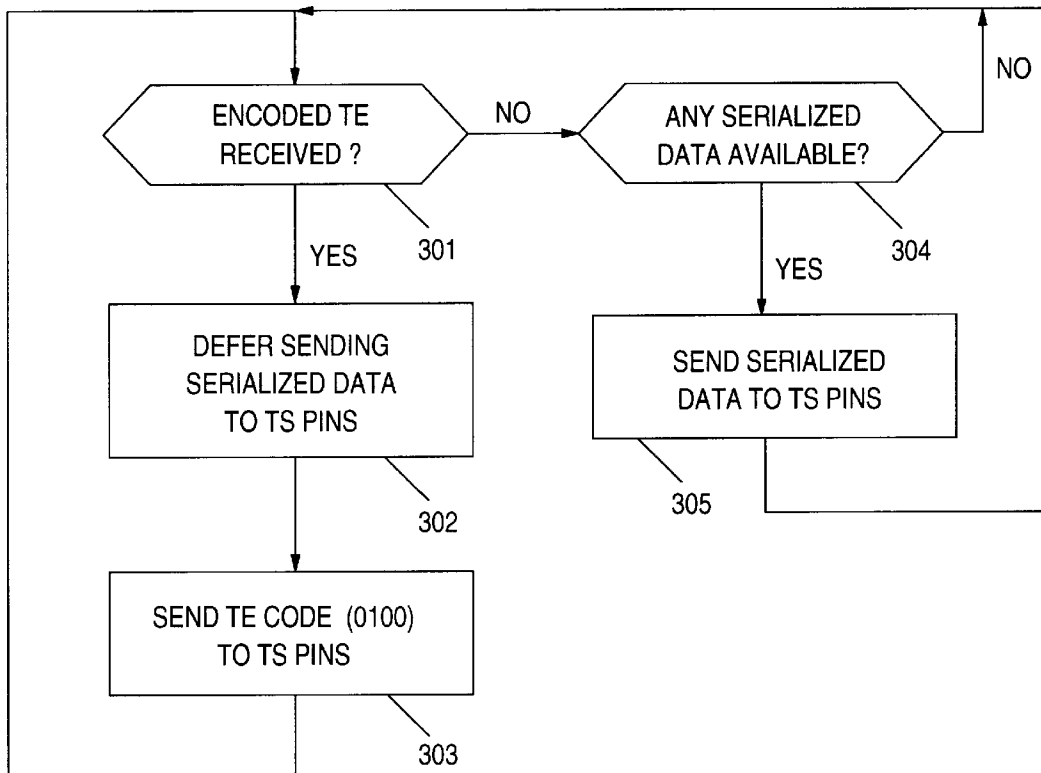 ENCODED TE
RECEIVED ?
301
NO
ANY SERIALIZED
DATA AVAILABLE?
304
NO
YES
DEFER SENDING
SERIALIZED DATA
TO TS PINS
302
YES
SEND SERIALIZED
DATA TO TS PINS
305
SEND TE CODE (0100)
TO TS PINS
303